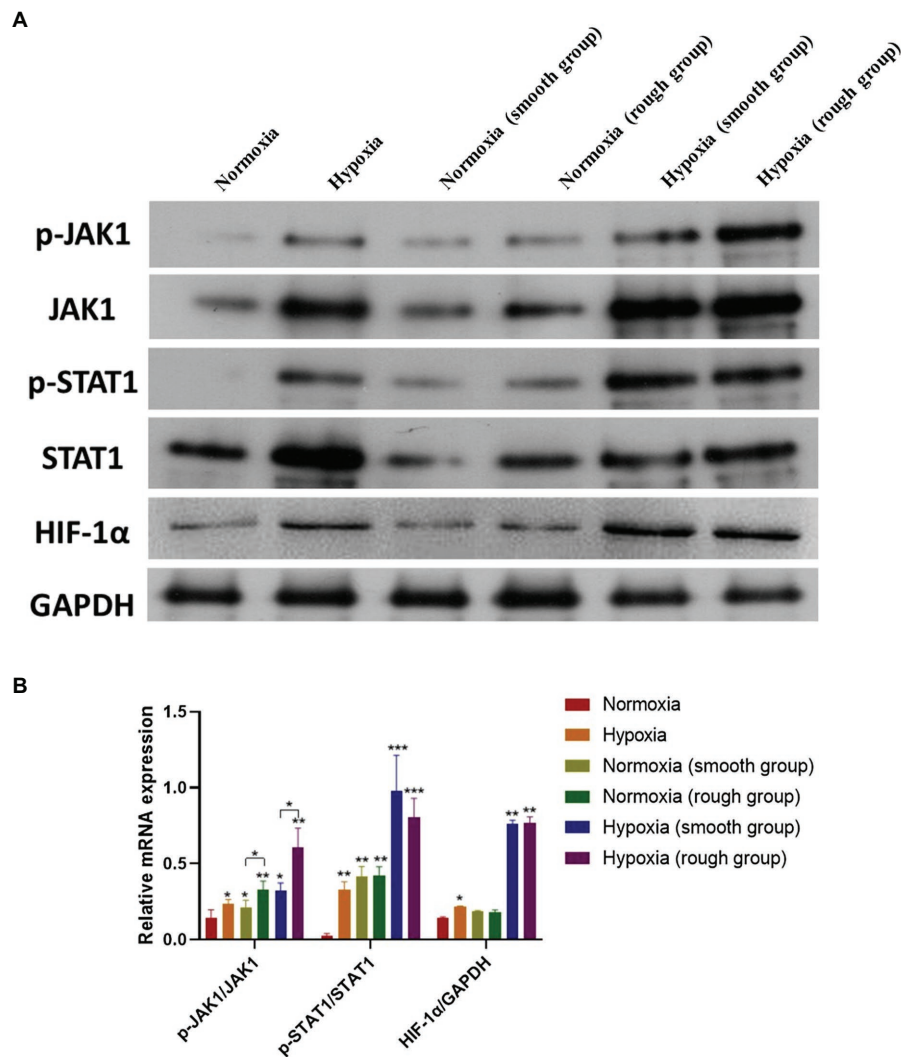 A
Normoxia
Hypoxia
Normoxia (smooth group)
Normoxia (rough group)
Hypoxia (smooth group)
Hypoxia (rough group)
p-JAK1
JAK1
p-STAT1
STAT1
HIF-1α
GAPDH
B
Relative mRNA expression
1.5
1.0
0.5
0.0
* * * ** * ** * *
** ** ** *** ***
* ** **
p-JAK1/JAK1
p-STAT1/STAT1
HIF-1α/GAPDH
Normoxia
Hypoxia
Normoxia (smooth group)
Normoxia (rough group)
Hypoxia (smooth group)
Hypoxia (rough group)